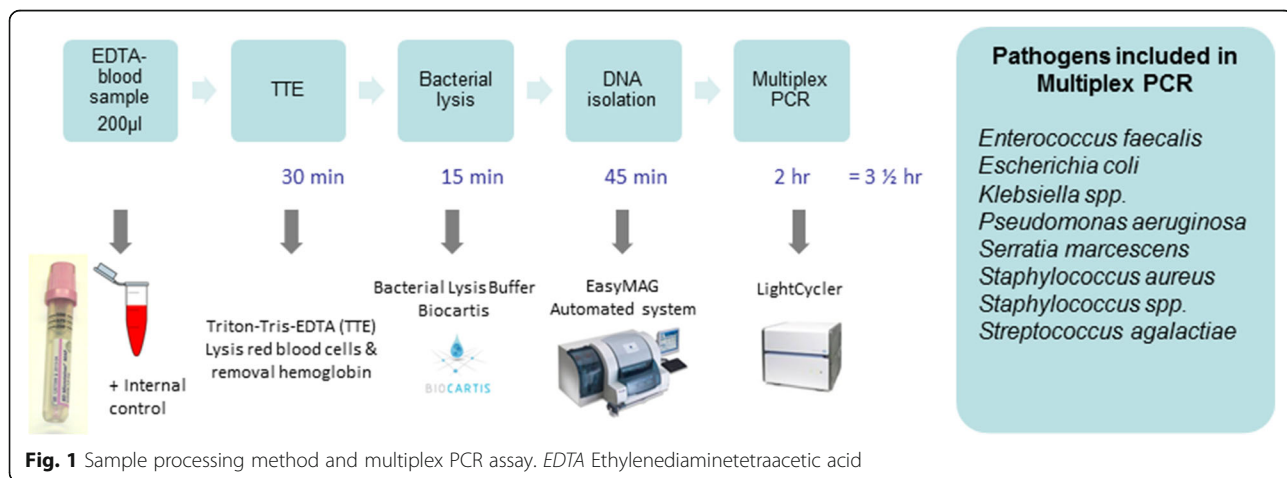 EDTA-
blood
sample
200µl
TTE
Bacterial
lysis
DNA
isolation
Multiplex
PCR
30 min
15 min
45 min
2 hr
= 3 ½ hr
+ Internal
control
Triton-Tris-EDTA (TTE)
Lysis red blood cells &
removal hemoglobin
Bacterial Lysis Buffer
Biocartis
BIOCARTIS
EasyMAG
Automated system
LightCycler
Pathogens included in
Multiplex PCR
Enterococcus faecalis
Escherichia coli
Klebsiella spp.
Pseudomonas aeruginosa
Serratia marcescens
Staphylococcus aureus
Staphylococcus spp.
Streptococcus agalactiae
Fig. 1 Sample processing method and multiplex PCR assay. EDTA Ethylenediaminetetraacetic acid